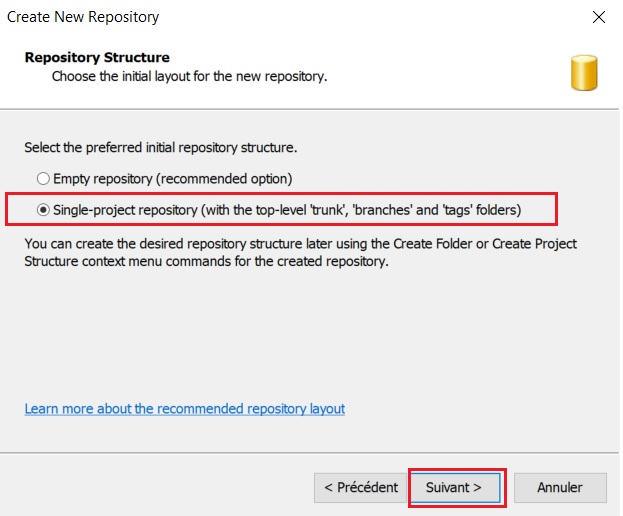 Create New Repository
Repository Structure
Choose the initial layout for the new repository.
Select the preferred initial repository structure.
Empty repository (recommended option)
Single-project repository (with the top-level 'trunk', 'branches' and 'tags' folders)
You can create the desired repository structure later using the Create Folder or Create Project
Structure context menu commands for the created repository.
Learn more about the recommended repository layout
< Précédent Suivant > Annuler